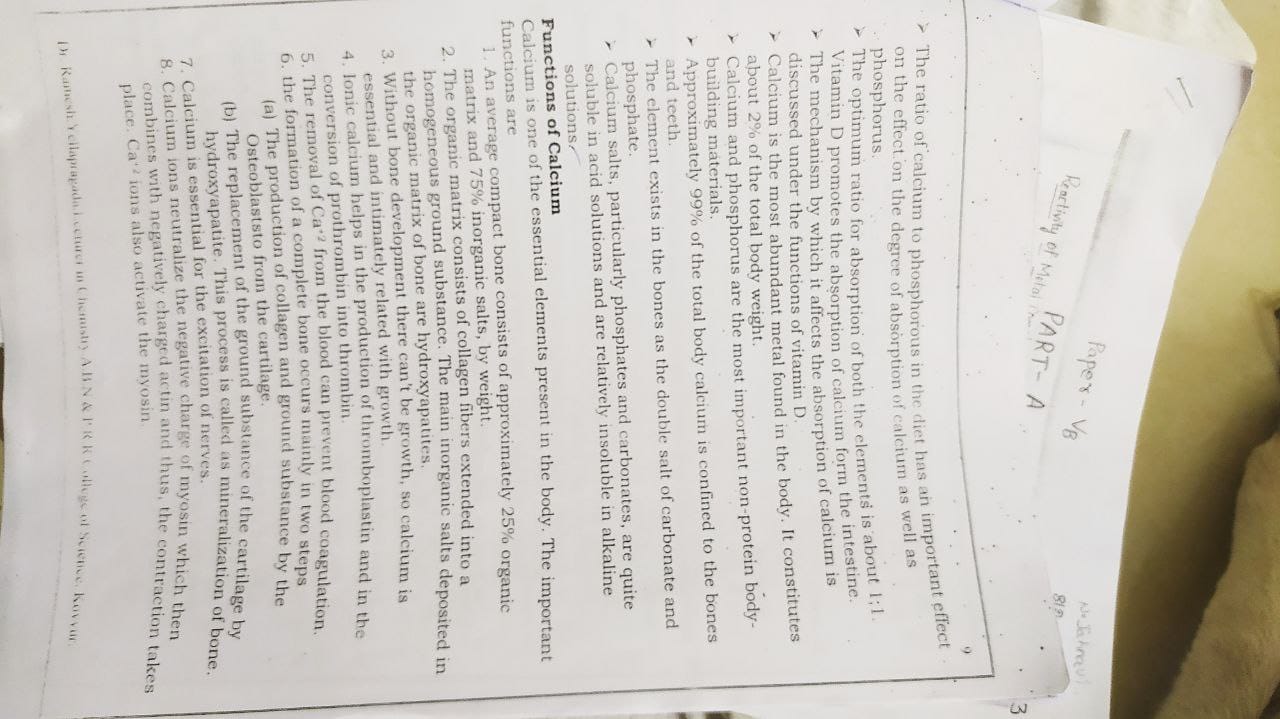 Paper - VB
No Jahnavi
Reactivity of Metal
PART- A
3
9
➢ The ratio of calcium to phosphorous in the diet has an important effect
on the effect on the degree of absorption of calcium as well as
phosphorus.
➢ The optimum ratio for absorption of both the elements is about 1;1.
Vitamin D promotes the absorption of calcium form the intestine.
➢ The mechanism by which it affects the absorption of calcium is
discussed under the functions of vitamin D.
➢ Calcium is the most abundant metal found in the body. It constitutes
about 2% of the total body weight.
➢ Calcium and phosphorus are the most important non-protein body-
building materials.
➢ Approximately 99% of the total body calcium is confined to the bones
and teeth.
➢ The element exists in the bones as the double salt of carbonate and
phosphate.
➢ Calcium salts, particularly phosphates and carbonates, are quite
soluble in acid solutions and are relatively insoluble in alkaline
solutions.
Functions of Calcium
Calcium is one of the essential elements present in the body. The important
functions are
1. An average compact bone consists of approximately 25% organic
matrix and 75% inorganic salts, by weight.
2. The organic matrix consists of collagen fibers extended into a
homogeneous ground substance. The main inorganic salts deposited in
the organic matrix of bone are hydroxyapatites.
3. Without bone development there can't be growth, so calcium is
essential and intimately related with growth.
4. Ionic calcium helps in the production of thromboplastin and in the
conversion of prothrombin into thrombin.
5. The removal of Ca⁺² from the blood can prevent blood coagulation.
6. the formation of a complete bone occurs mainly in two steps
(a) The production of collagen and ground substance by the
Osteoblaststo from the cartilage.
(b) The replacement of the ground substance of the cartilage by
hydroxyapatite. This process is called as mineralization of bone.
7. Calcium is essential for the excitation of nerves.
8. Calcium ions neutralize the negative charge of myosin which then
combines with negatively charged actin and thus, the contraction takes
place. Ca⁺² ions also activate the myosin.
Dr. Ramesh.Yellapragada.Lecturer in Chemistry A.B.N & P R R College of Science. Kovvur.